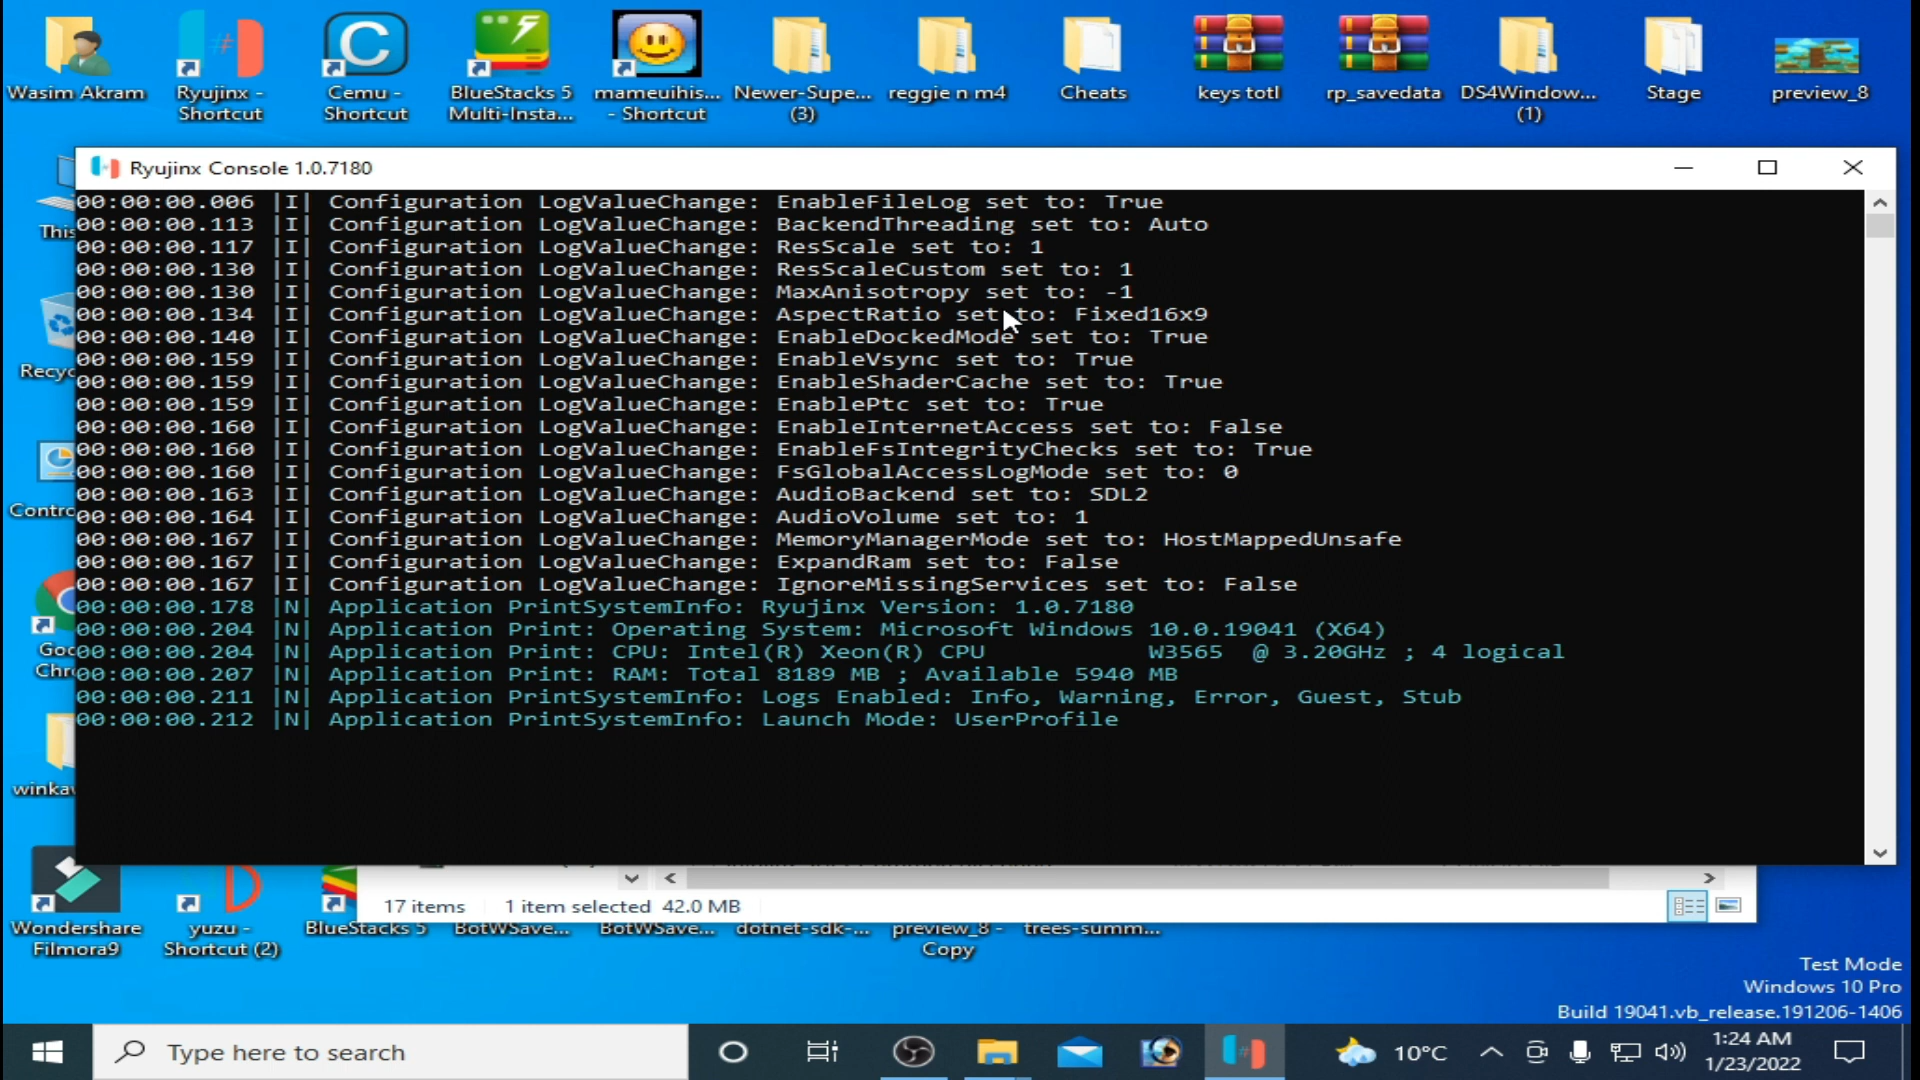 Wasim Akram
Ryujinx -
Shortcut
Cemu -
Shortcut
BlueStacks 5
Multi-Insta...
mameuihis...
- Shortcut
Newer-Supe...
(3)
reggie n m4
Cheats
keys totl
rp_savedata
DS4Window...
(1)
Stage
preview_8
Ryujinx Console 1.0.7180
00:00:00.006 |I| Configuration LogValueChange: EnableFileLog set to: True
00:00:00.113 |I| Configuration LogValueChange: BackendThreading set to: Auto
00:00:00.117 |I| Configuration LogValueChange: ResScale set to: 1
00:00:00.130 |I| Configuration LogValueChange: ResScaleCustom set to: 1
00:00:00.130 |I| Configuration LogValueChange: MaxAnisotropy set to: -1
00:00:00.134 |I| Configuration LogValueChange: AspectRatio set to: Fixed16x9
00:00:00.140 |I| Configuration LogValueChange: EnableDockedMode set to: True
00:00:00.159 |I| Configuration LogValueChange: EnableVsync set to: True
00:00:00.159 |I| Configuration LogValueChange: EnableShaderCache set to: True
00:00:00.159 |I| Configuration LogValueChange: EnablePtc set to: True
00:00:00.160 |I| Configuration LogValueChange: EnableInternetAccess set to: False
00:00:00.160 |I| Configuration LogValueChange: EnableFsIntegrityChecks set to: True
00:00:00.160 |I| Configuration LogValueChange: FsGlobalAccessLogMode set to: 0
00:00:00.163 |I| Configuration LogValueChange: AudioBackend set to: SDL2
00:00:00.164 |I| Configuration LogValueChange: AudioVolume set to: 1
00:00:00.167 |I| Configuration LogValueChange: MemoryManagerMode set to: HostMappedUnsafe
00:00:00.167 |I| Configuration LogValueChange: ExpandRam set to: False
00:00:00.167 |I| Configuration LogValueChange: IgnoreMissingServices set to: False
00:00:00.178 |N| Application PrintSystemInfo: Ryujinx Version: 1.0.7180
00:00:00.204 |N| Application Print: Operating System: Microsoft Windows 10.0.19041 (X64)
00:00:00.204 |N| Application Print: CPU: Intel(R) Xeon(R) CPU W3565 @ 3.20GHz ; 4 logical
00:00:00.207 |N| Application Print: RAM: Total 8189 MB ; Available 5940 MB
00:00:00.211 |N| Application PrintSystemInfo: Logs Enabled: Info, Warning, Error, Guest, Stub
00:00:00.212 |N| Application PrintSystemInfo: Launch Mode: UserProfile
This
Recyc
Contro
Goo
Chro
winkav
17 items
1 item selected 42.0 MB
Wondershare
Filmora9
yuzu -
Shortcut (2)
BlueStacks 5
BotWSave...
BotWSave...
dotnet-sdk-...
preview_8 -
Copy
trees-summ...
Test Mode
Windows 10 Pro
Build 19041.vb_release.191206-1406
Type here to search
10°C
1:24 AM
1/23/2022